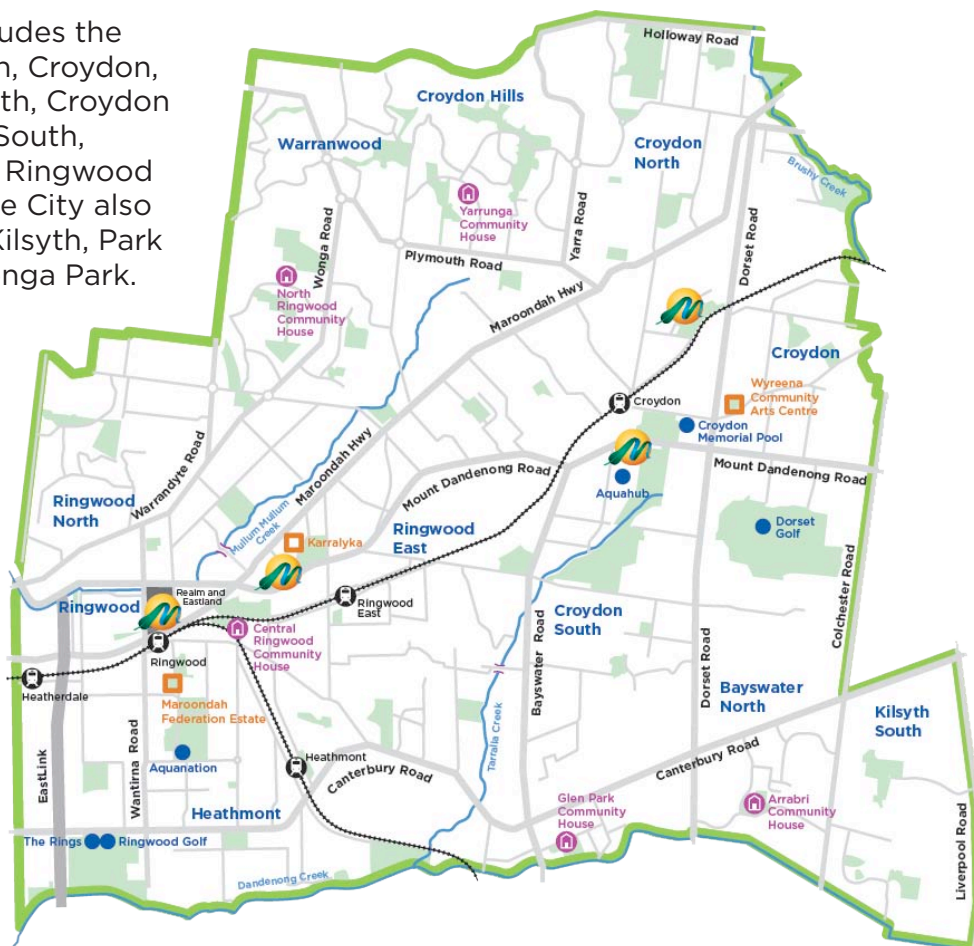 udes the
n, Croydon,
th, Croydon
South,
Ringwood
e City also
Kilsyth, Park
onga Park.
Holloway Road
Croydon Hills
Warranwood
Croydon
North
Brushy Creek
Yarrunga
Community
House
Wonga Road
Yarra Road
Dorset Road
Plymouth Road
North
Ringwood
Community
House
Maroondah Hwy
Croydon
Wyreena
Community
Arts Centre
Croydon
Croydon
Memorial Pool
Mount Dandenong Road
Mount Dandenong Road
Maroondah Hwy
Warrandyte Road
Aquahub
Ringwood
North
Mullum Mullum
Creek
Ringwood
East
Dorset
Golf
Karralyka
Colchester Road
Realm and
Eastland
Ringwood
Ringwood
East
Croydon
South
Central
Ringwood
Community
House
Ringwood
Heatherdale
Bayswater Road
Dorset Road
Bayswater
North
Maroondah
Federation Estate
Kilsyth
South
Tarralla Creek
EastLink
Wantirna Road
Aquanation
Heathmont
Canterbury Road
Canterbury Road
Heathmont
Glen Park
Community
House
Arrabri
Community
House
The Rings
Ringwood Golf
Liverpool Road
Dandenong Creek